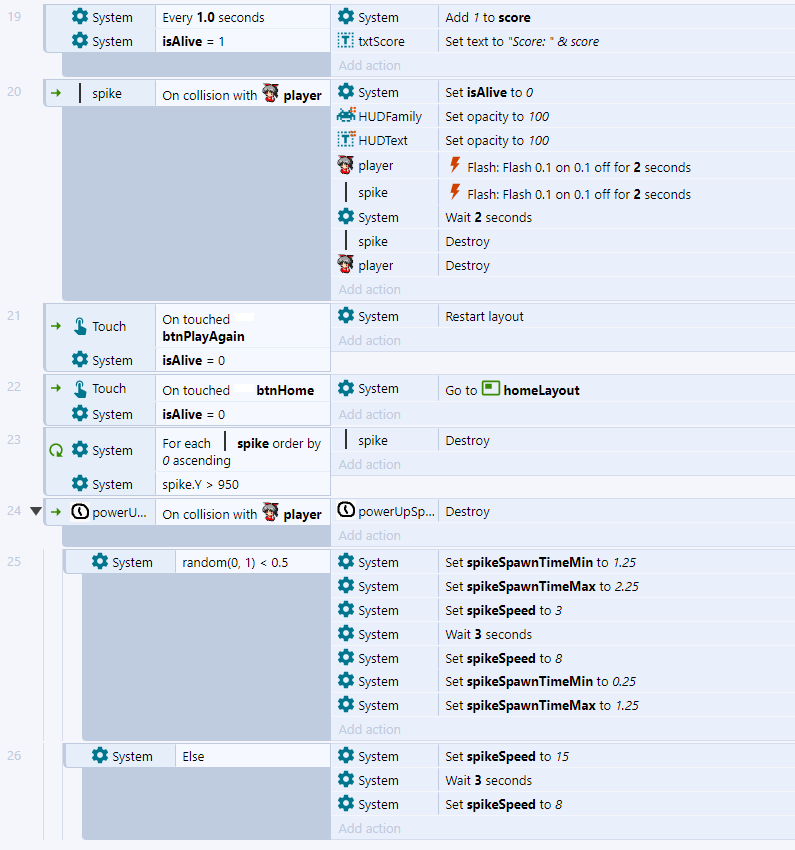 19 System Every 1.0 seconds System Add 1 to score
System isAlive = 1 txtScore Set text to "Score: " & score
Add action
20 spike On collision with player System Set isAlive to 0
HUDFamily Set opacity to 100
HUDText Set opacity to 100
player Flash: Flash 0.1 on 0.1 off for 2 seconds
spike Flash: Flash 0.1 on 0.1 off for 2 seconds
System Wait 2 seconds
spike Destroy
player Destroy
Add action
21 Touch On touched System Restart layout
btnPlayAgain
Add action
System isAlive = 0
22 Touch On touched btnHome System Go to homeLayout
System isAlive = 0 Add action
23 System For each spike order by spike Destroy
0 ascending Add action
System spike.Y > 950
24 powerU... On collision with player powerUpSp... Destroy
Add action
25 System random(0, 1) < 0.5 System Set spikeSpawnTimeMin to 1.25
System Set spikeSpawnTimeMax to 2.25
System Set spikeSpeed to 3
System Wait 3 seconds
System Set spikeSpeed to 8
System Set spikeSpawnTimeMin to 0.25
System Set spikeSpawnTimeMax to 1.25
Add action
26 System Else System Set spikeSpeed to 15
System Wait 3 seconds
System Set spikeSpeed to 8
Add action